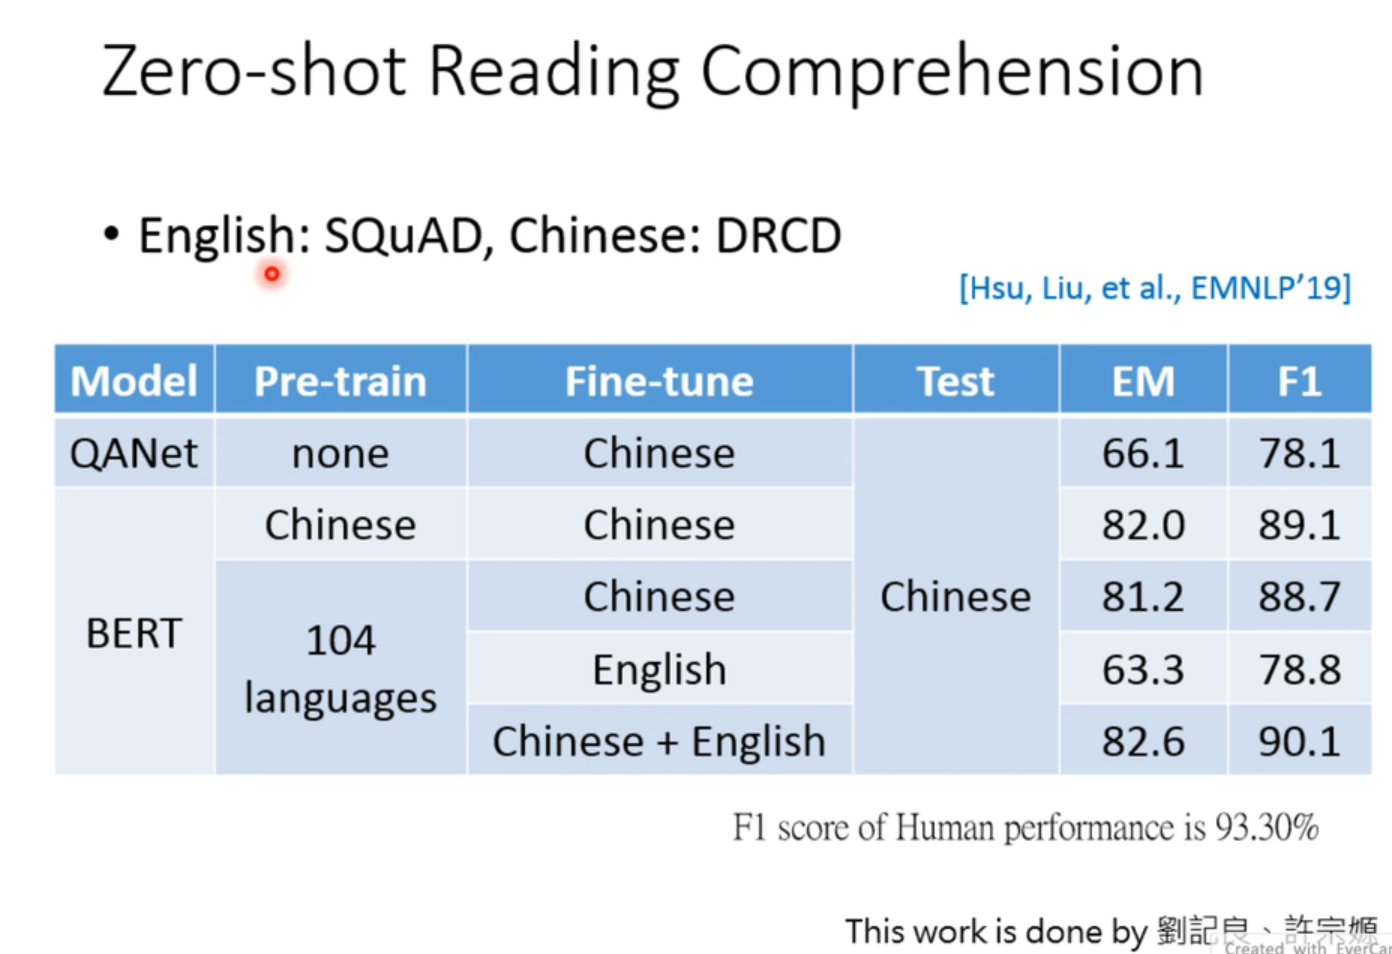 Zero-shot Reading Comprehension
• English: SQuAD, Chinese: DRCD
[Hsu, Liu, et al., EMNLP’19]
Model Pre-train Fine-tune Test EM F1
QANet none Chinese 66.1 78.1
Chinese Chinese 82.0 89.1
Chinese Chinese 81.2 88.7
BERT
104
languages
English 63.3 78.8
Chinese + English 82.6 90.1
F1 score of Human performance is 93.30%
This work is done by 劉記良、許宗嫄
Created with EverCa